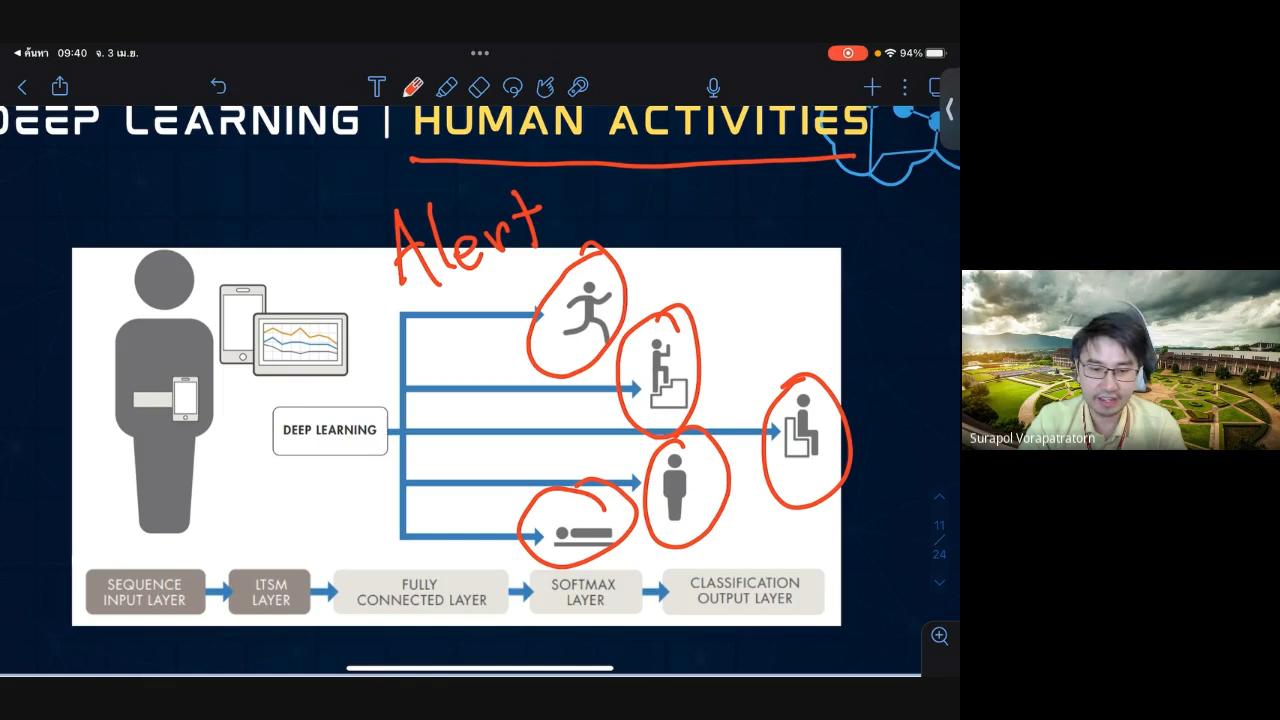 ◀ ค้นหา 09:40 จ. 3 เม.ย.
94%
DEEP LEARNING | HUMAN ACTIVITIES
Alert
DEEP LEARNING
SEQUENCE
INPUT LAYER
LTSM
LAYER
FULLY
CONNECTED LAYER
SOFTMAX
LAYER
CLASSIFICATION
OUTPUT LAYER
11
/
24
Surapol Vorapatratorn